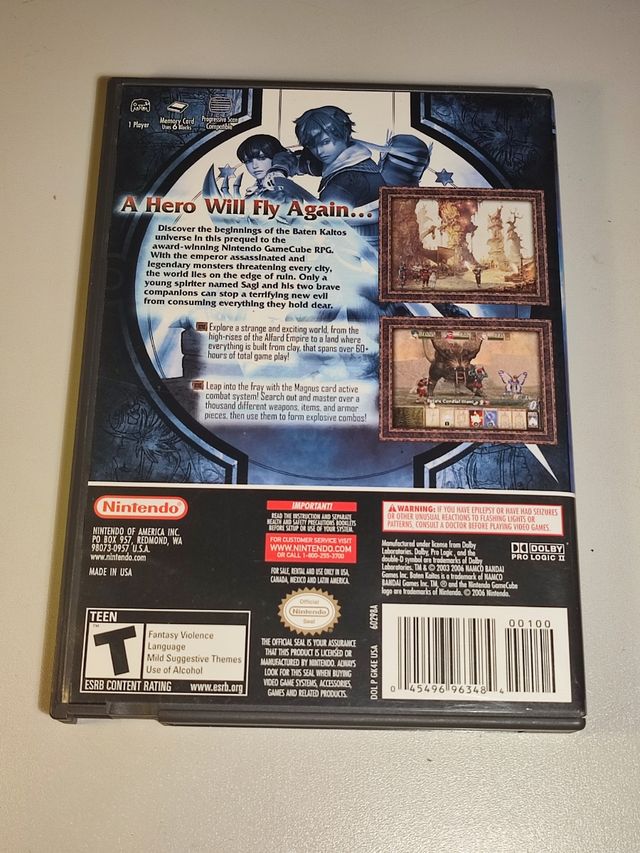 1 Player
Memory Card
Uses 6 Blocks
Progressive Scan
Compatible
A Hero Will Fly Again...
Discover the beginnings of the Baten Kaitos
universe in this prequel to the
award-winning Nintendo GameCube RPG.
With the emperor assassinated and
legendary monsters threatening every city,
the world lies on the edge of ruin. Only a
young spiriter named Sagi and his two brave
companions can stop a terrifying new evil
from consuming everything they hold dear.
Explore a strange and exciting world, from the
high-rises of the Alfard Empire to a land where
everything is built from clay, that spans over 60+
hours of total game play!
Leap into the fray with the Magnus card active
combat system! Search out and master over a
thousand different weapons, items, and armor
pieces, then use them to form explosive combos!
Nintendo
NINTENDO OF AMERICA INC.
PO BOX 957, REDMOND, WA
98073-0957 U.S.A.
www.nintendo.com
MADE IN USA
IMPORTANT!
READ THE INSTRUCTION AND SEPARATE
HEALTH AND SAFETY PRECAUTIONS BOOKLETS
BEFORE SETUP OR USE OF YOUR SYSTEM.
FOR CUSTOMER SERVICE VISIT
WWW.NINTENDO.COM
OR CALL 1-800-255-3700
FOR SALE, RENTAL AND USE ONLY IN USA,
CANADA, MEXICO AND LATIN AMERICA.
Official
Nintendo
Seal
THE OFFICIAL SEAL IS YOUR ASSURANCE
THAT THIS PRODUCT IS LICENSED OR
MANUFACTURED BY NINTENDO. ALWAYS
LOOK FOR THIS SEAL WHEN BUYING
VIDEO GAME SYSTEMS, ACCESSORIES,
GAMES AND RELATED PRODUCTS.
WARNING: IF YOU HAVE EPILEPSY OR HAVE HAD SEIZURES
OR OTHER UNUSUAL REACTIONS TO FLASHING LIGHTS OR
PATTERNS, CONSULT A DOCTOR BEFORE PLAYING VIDEO GAMES.
Manufactured under license from Dolby
Laboratories. Dolby, Pro Logic, and the
double-D symbol are trademarks of Dolby
Laboratories. TM & © 2003 2006 NAMCO BANDAI
Games Inc. Baten Kaitos is a trademark of NAMCO
BANDAI Games Inc. TM, ® and the Nintendo GameCube
logo are trademarks of Nintendo. © 2006 Nintendo.
DOLBY
PRO LOGIC II
TEEN
T
Fantasy Violence
Language
Mild Suggestive Themes
Use of Alcohol
ESRB CONTENT RATING www.esrb.org
DOL P GK4E USA 60298A
00100
0 45496 96348 4